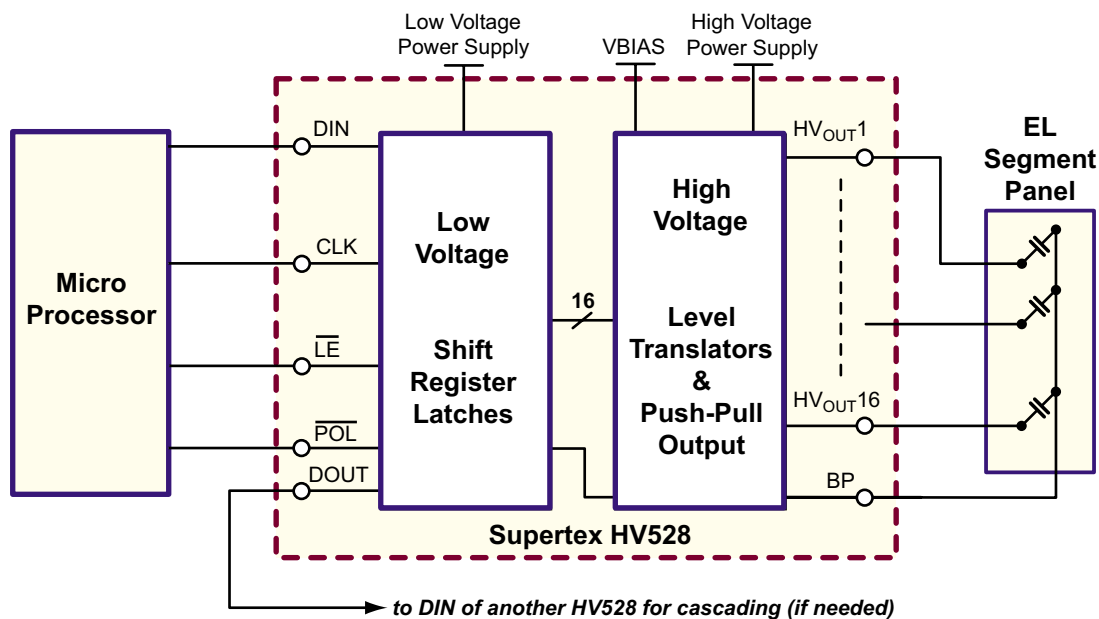 Low Voltage
Power Supply
VBIAS
High Voltage
Power Supply
DIN
CLK
L̅E̅
P̅O̅L̅
DOUT
Micro
Processor
Low
Voltage
Shift
Register
Latches
16
High
Voltage
Level
Translators
&
Push-Pull
Output
HVOUT1
HVOUT16
BP
EL
Segment
Panel
Supertex HV528
to DIN of another HV528 for cascading (if needed)